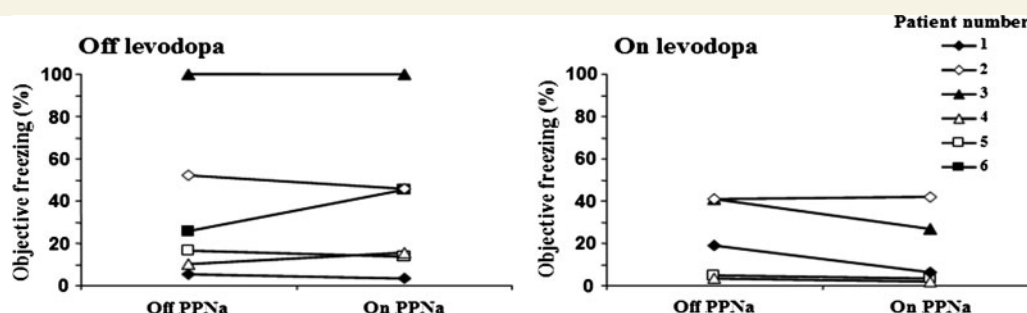 Off levodopa
Objective freezing (%)
100
80
60
40
20
0
Off PPNa
On PPNa
On levodopa
Objective freezing (%)
100
80
60
40
20
0
Off PPNa
On PPNa
Patient number
1
2
3
4
5
6